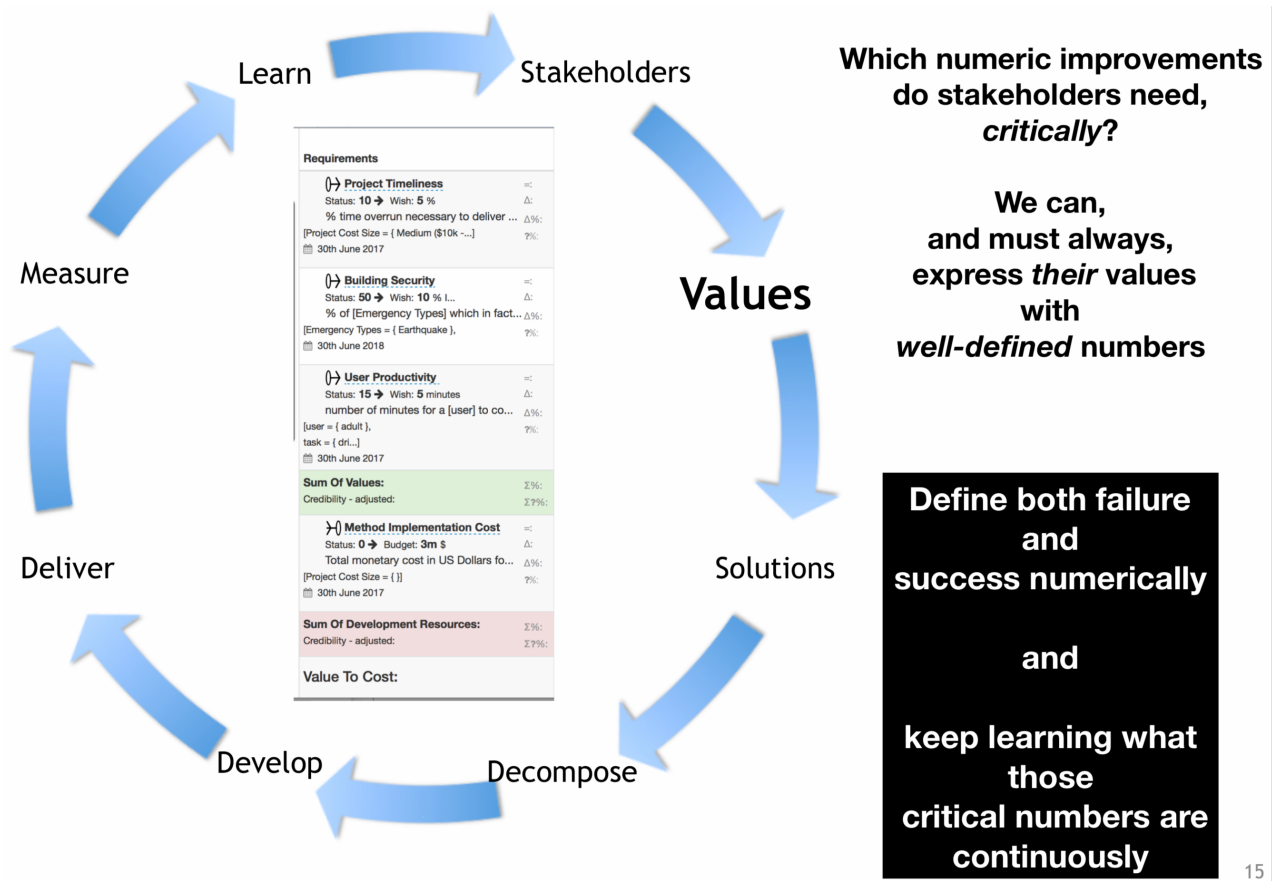 Learn
Stakeholders
Values
Solutions
Decompose
Develop
Deliver
Measure
Requirements
Project Timeliness
=:
Status: 10 ➔ Wish: 5 %
Δ:
% time overrun necessary to deliver ...
Δ%:
[Project Cost Size = { Medium ($10k -...]
?%:
30th June 2017
Building Security
=:
Status: 50 ➔ Wish: 10 % I...
Δ:
% of [Emergency Types] which in fact...
Δ%:
[Emergency Types = { Earthquake },
?%:
30th June 2018
User Productivity
=:
Status: 15 ➔ Wish: 5 minutes
Δ:
number of minutes for a [user] to co...
Δ%:
[user = { adult },
?%:
task = { dri...]
30th June 2017
Sum Of Values:
Σ%:
Credibility - adjusted:
Σ?%:
Method Implementation Cost
=:
Status: 0 ➔ Budget: 3m $
Δ:
Total monetary cost in US Dollars fo...
Δ%:
[Project Cost Size = { }]
?%:
30th June 2017
Sum Of Development Resources:
Σ%:
Credibility - adjusted:
Σ?%:
Value To Cost:
Which numeric improvements
do stakeholders need,
critically?
We can,
and must always,
express their values
with
well-defined numbers
Define both failure
and
success numerically
and
keep learning what
those
critical numbers are
continuously
15